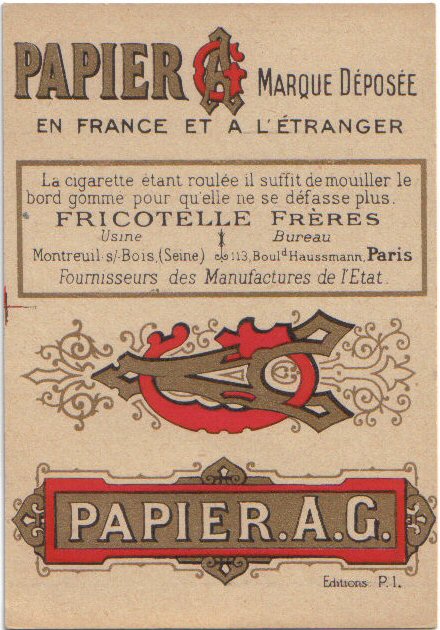 PAPIER AG MARQUE DÉPOSÉE
EN FRANCE ET A L'ÉTRANGER
La cigarette étant roulée il suffit de mouiller le
bord gommé pour qu'elle ne se défasse plus.
FRICOTELLE FRÈRES
Usine Bureau
Montreuil s/-Bois, (Seine) 113, Boul.d Haussmann, Paris
Fournisseurs des Manufactures de l'Etat.
AG
PAPIER.A.G.
Editions P.I.